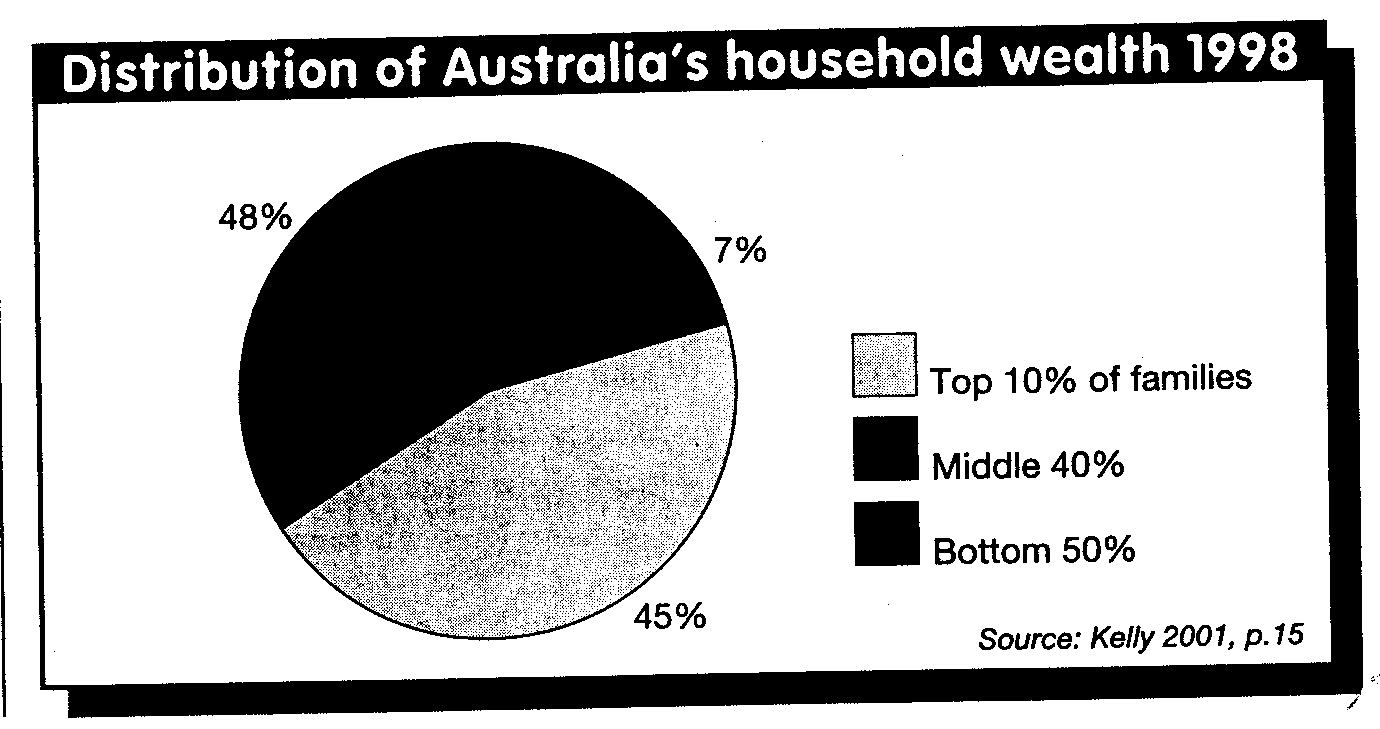 Distribution of Australia's household wealth 1998
48%
7%
Top 10% of families
Middle 40%
Bottom 50%
45%
Source: Kelly 2001, p.15